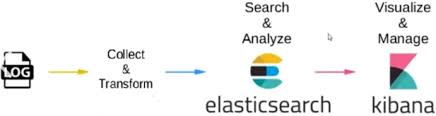 LOG
Collect
&
Transform
Search
&
Analyze
elasticsearch
Visualize
&
Manage
kibana